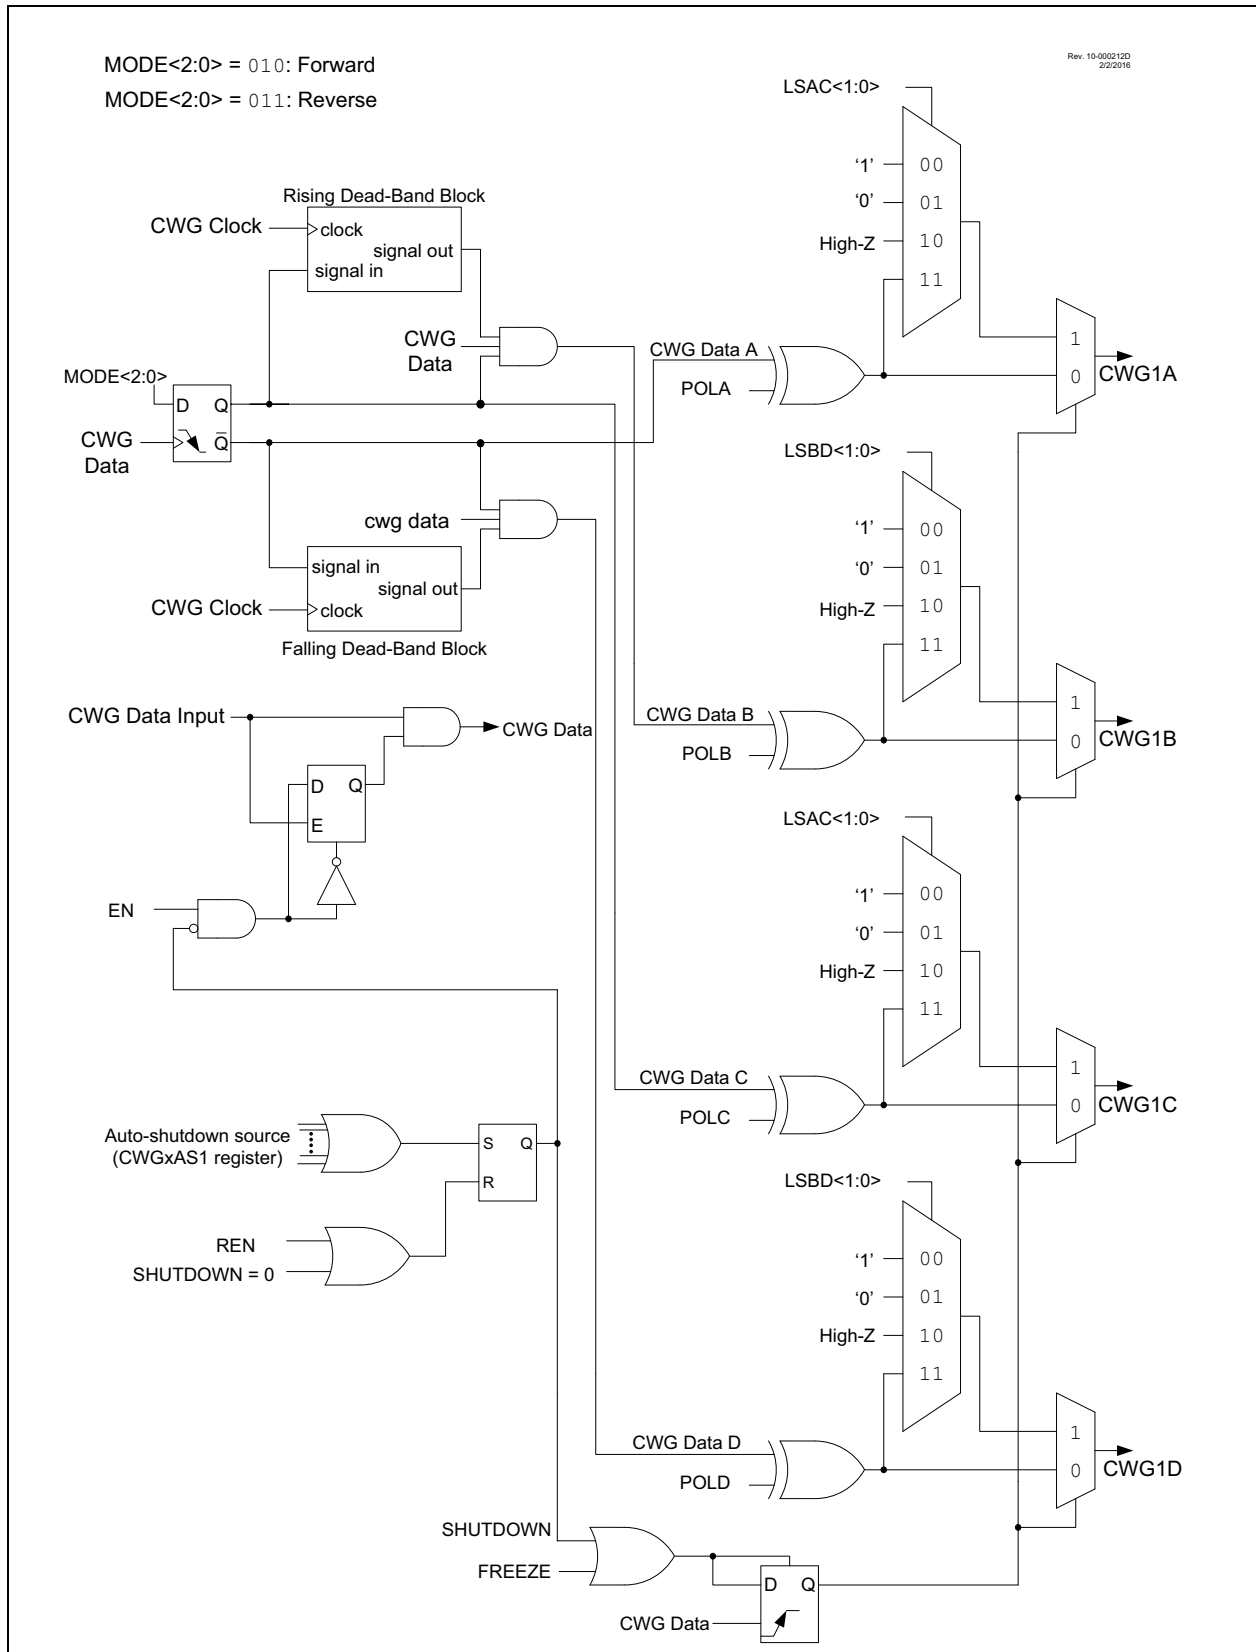 MODE<2:0> = 010: Forward
MODE<2:0> = 011: Reverse
Rev. 10-000212D
2/2/2016
Rising Dead-Band Block
CWG Clock
clock
signal out
signal in
CWG
Data
MODE<2:0>
D
Q
Q̅
CWG
Data
cwg data
signal in
signal out
CWG Clock
clock
Falling Dead-Band Block
CWG Data Input
CWG Data
D
Q
E
EN
Auto-shutdown source
(CWGxAS1 register)
S
Q
R
REN
SHUTDOWN = 0
SHUTDOWN
FREEZE
D
Q
CWG Data
LSAC<1:0>
‘1’
00
‘0’
01
High-Z
10
11
CWG Data A
POLA
1
0
CWG1A
LSBD<1:0>
‘1’
00
‘0’
01
High-Z
10
11
CWG Data B
POLB
1
0
CWG1B
LSAC<1:0>
‘1’
00
‘0’
01
High-Z
10
11
CWG Data C
POLC
1
0
CWG1C
LSBD<1:0>
‘1’
00
‘0’
01
High-Z
10
11
CWG Data D
POLD
1
0
CWG1D